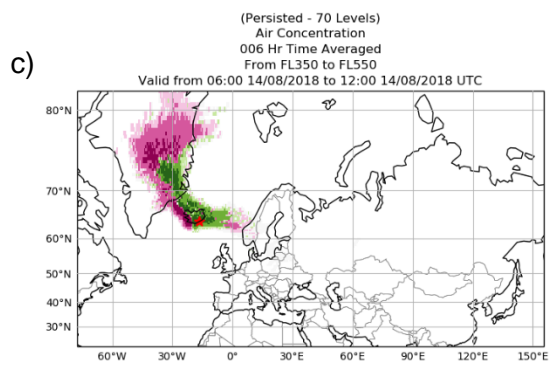 (Persisted - 70 Levels)
Air Concentration
006 Hr Time Averaged
From FL350 to FL550
c)
Valid from 06:00 14/08/2018 to 12:00 14/08/2018 UTC
80°N
70°N
60°N
50°N
40°N
30°N
60°W 30°W 0° 30°E 60°E 90°E 120°E 155°E